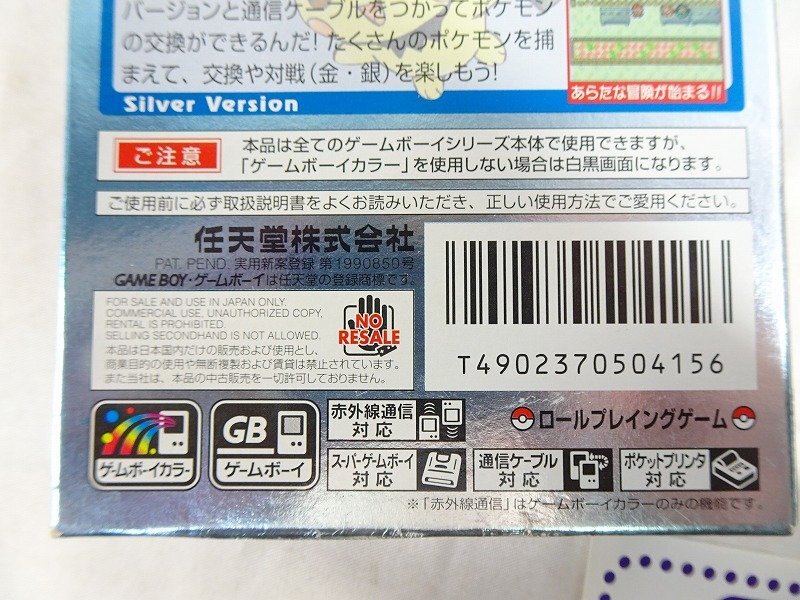 バージョンと通信ケーブルをつかってポケモン
の交換ができるんだ!たくさんのポケモンを捕
まえて、交換や対戦(金・銀)を楽しもう!
あらたな冒険が始まる!!
Silver Version
ご注意
本品は全てのゲームボーイシリーズ本体で使用できますが、
「ゲームボーイカラー」を使用しない場合は白黒画面になります。
ご使用前に必ず取扱説明書をよくお読みいただき、正しい使用方法でご愛用ください。
任天堂株式会社
PAT. PEND. 実用新案登録 第1990850号
GAME BOY・ゲームボーイは任天堂の登録商標です。
FOR SALE AND USE IN JAPAN ONLY.
COMMERCIAL USE, UNAUTHORIZED COPY,
RENTAL IS PROHIBITED.
SELLING SECONDHAND IS NOT ALLOWED.
本品は日本国内だけの販売および使用とし、
商業目的の使用や無断複製および賃貸は禁止されています。
また当社は、本品の中古販売を一切許可しておりません。
NO
RESALE
T4902370504156
ゲームボーイカラー
GB
ゲームボーイ
赤外線通信
対応
ロールプレイングゲーム
スーパーゲームボーイ
対応
通信ケーブル
対応
ポケットプリンタ
対応
※「赤外線通信」はゲームボーイカラーのみの機能です。